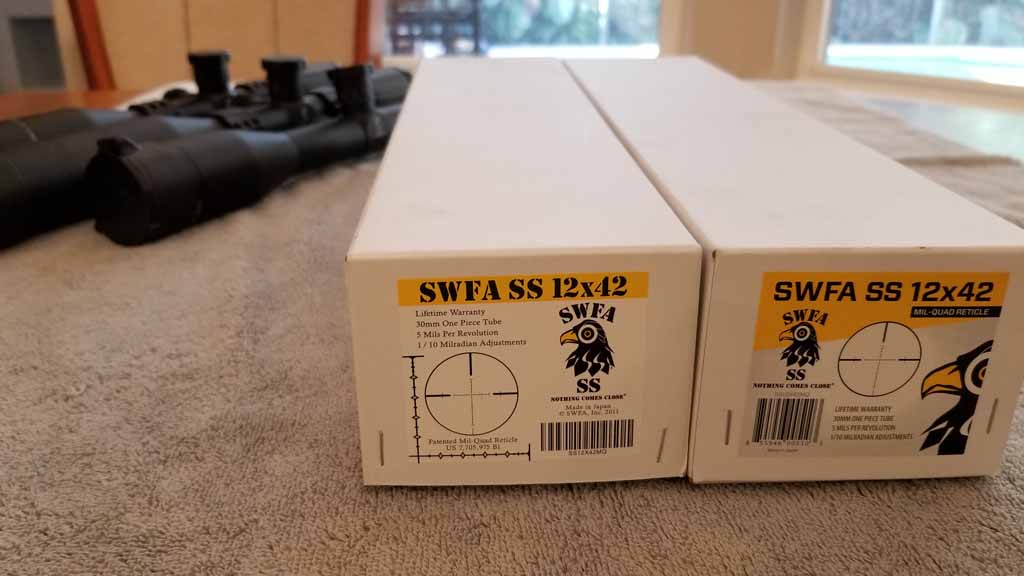 SWFA SS 12x42
Lifetime Warranty
30mm One Piece Tube
5 Mils Per Revolution
1 / 10 Milradian Adjustments
SWFA
SS
NOTHING COMES CLOSE
Made in Japan
© SWFA, Inc. 2011
SS12X42MQ
Patented Mil-Quad Reticle
US 7,705,975 B1
SWFA SS 12x42
MIL-QUAD RETICLE
SWFA
SS
NOTHING COMES CLOSE
LIFETIME WARRANTY
30MM ONE PIECE TUBE
5 MILS PER REVOLUTION
1/10 MILRADIAN ADJUSTMENTS
Made in Japan